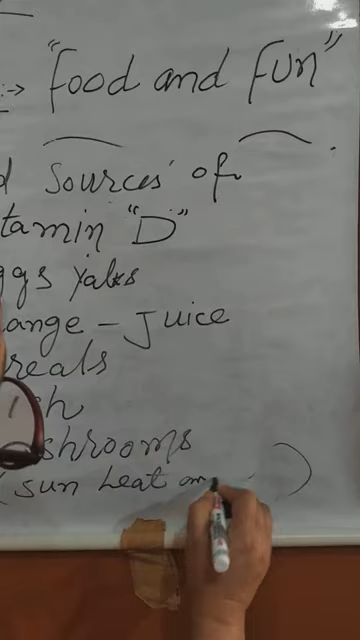 :→ "Food and FUN"
d Sources of
tamin "D"
ggs yalks
ange - Juice
reals
sh
shrooms
(sun heat on )